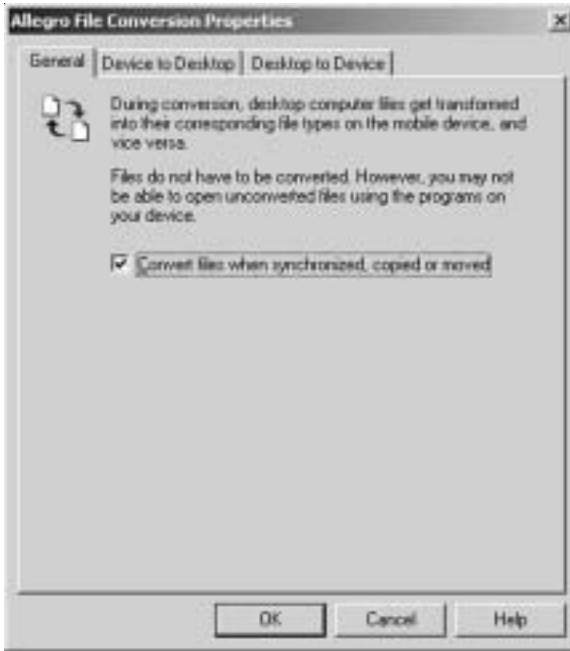 Allegro File Conversion Properties
General Device to Desktop Desktop to Device
During conversion, desktop computer files get transformed
into their corresponding file types on the mobile device, and
vice versa.
Files do not have to be converted. However, you may not
be able to open unconverted files using the programs on
your device.
Convert files when synchronized, copied or moved
OK Cancel Help